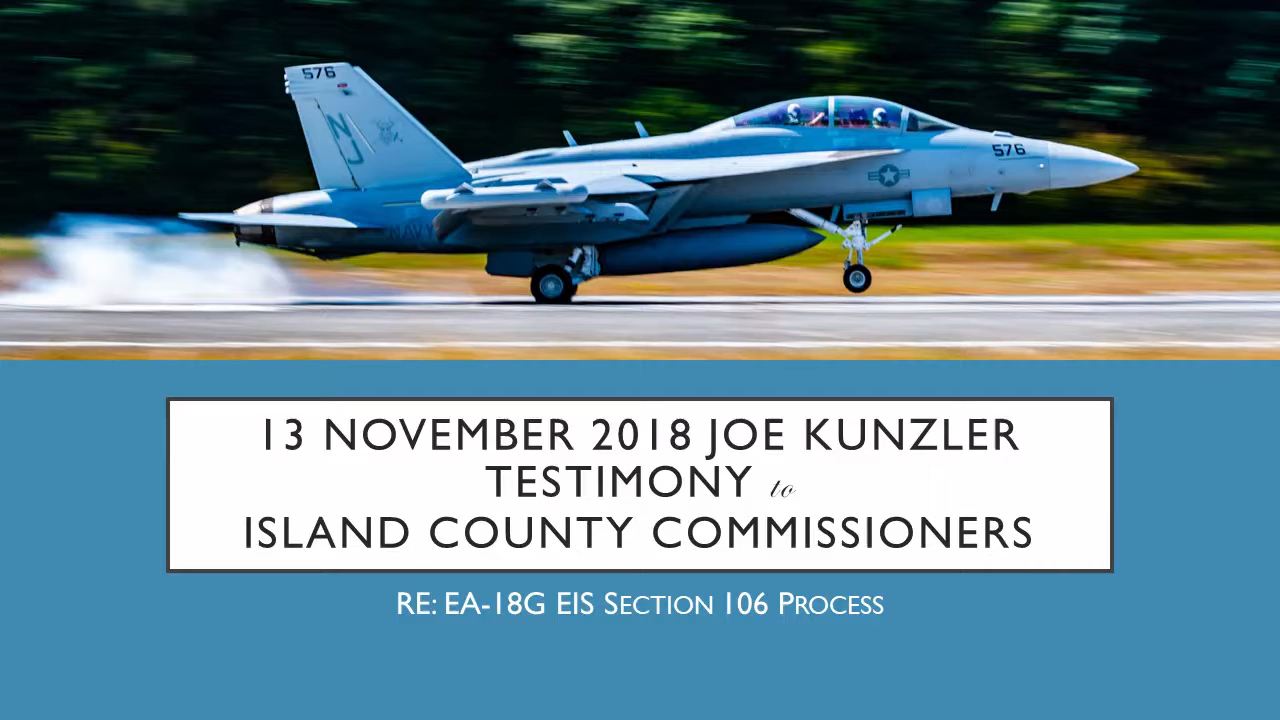 576
NJ
576
NAVY
13 NOVEMBER 2018 JOE KUNZLER
TESTIMONY to
ISLAND COUNTY COMMISSIONERS
RE: EA-18G EIS SECTION 106 PROCESS